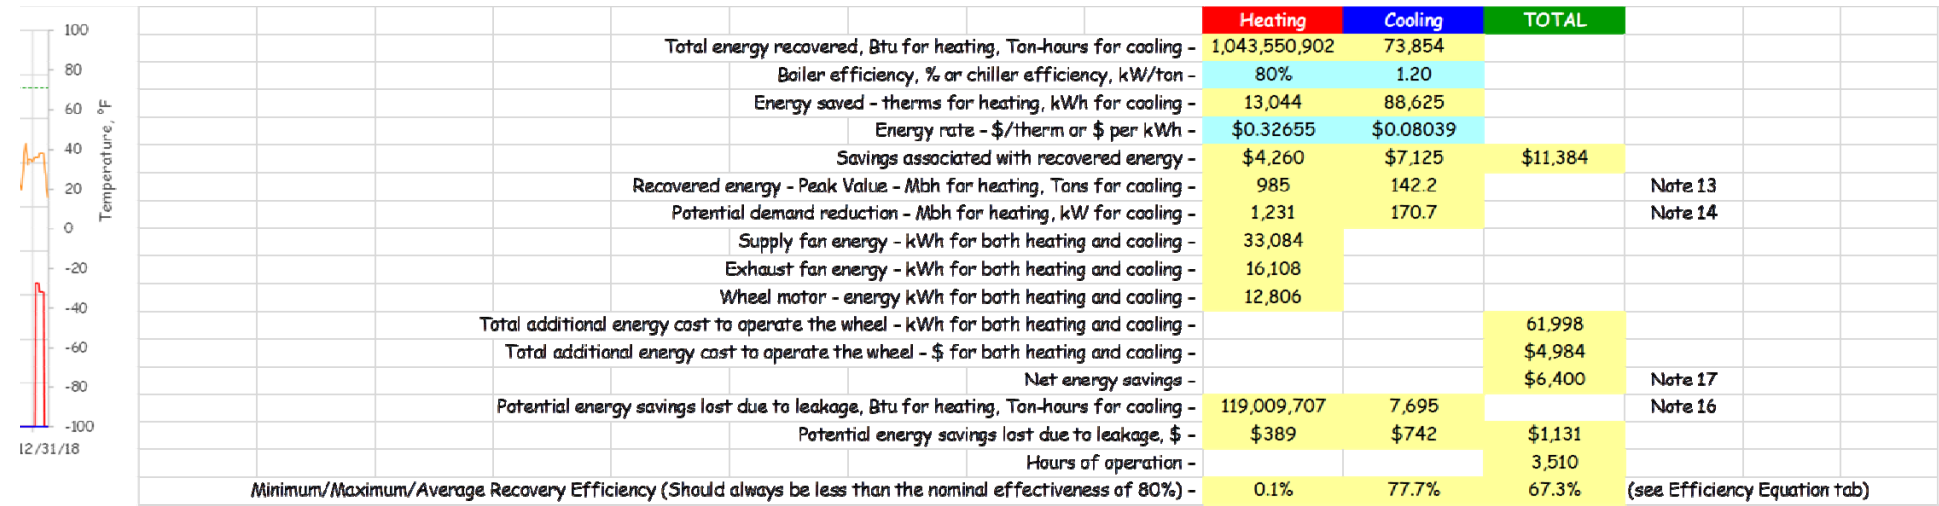 Heating Cooling TOTAL
100
Total energy recovered, Btu for heating, Ton-hours for cooling - 1,043,550,902 73,854
80
Boiler efficiency, % or chiller efficiency, kW/ton - 80% 1.20
60
Energy saved - therms for heating, kWh for cooling - 13,044 88,625
Energy rate - $/therm or $ per kWh - $0.32655 $0.08039
40
Savings associated with recovered energy - $4,260 $7,125 $11,384
20
Recovered energy - Peak Value - Mbh for heating, Tons for cooling - 985 142.2 Note 13
Potential demand reduction - Mbh for heating, kW for cooling - 1,231 170.7 Note 14
0
Supply fan energy - kWh for both heating and cooling - 33,084
-20
Exhaust fan energy - kWh for both heating and cooling - 16,108
Wheel motor - energy kWh for both heating and cooling - 12,806
-40
Total additional energy cost to operate the wheel - kWh for both heating and cooling - 61,998
-60
Total additional energy cost to operate the wheel - $ for both heating and cooling - $4,984
-80
Net energy savings - $6,400 Note 17
Potential energy savings lost due to leakage, Btu for heating, Ton-hours for cooling - 119,009,707 7,695 Note 16
-100
Potential energy savings lost due to leakage, $ - $389 $742 $1,131
12/31/18
Hours of operation - 3,510
Minimum/Maximum/Average Recovery Efficiency (Should always be less than the nominal effectiveness of 80%) - 0.1% 77.7% 67.3% (see Efficiency Equation tab)
Temperature, °F